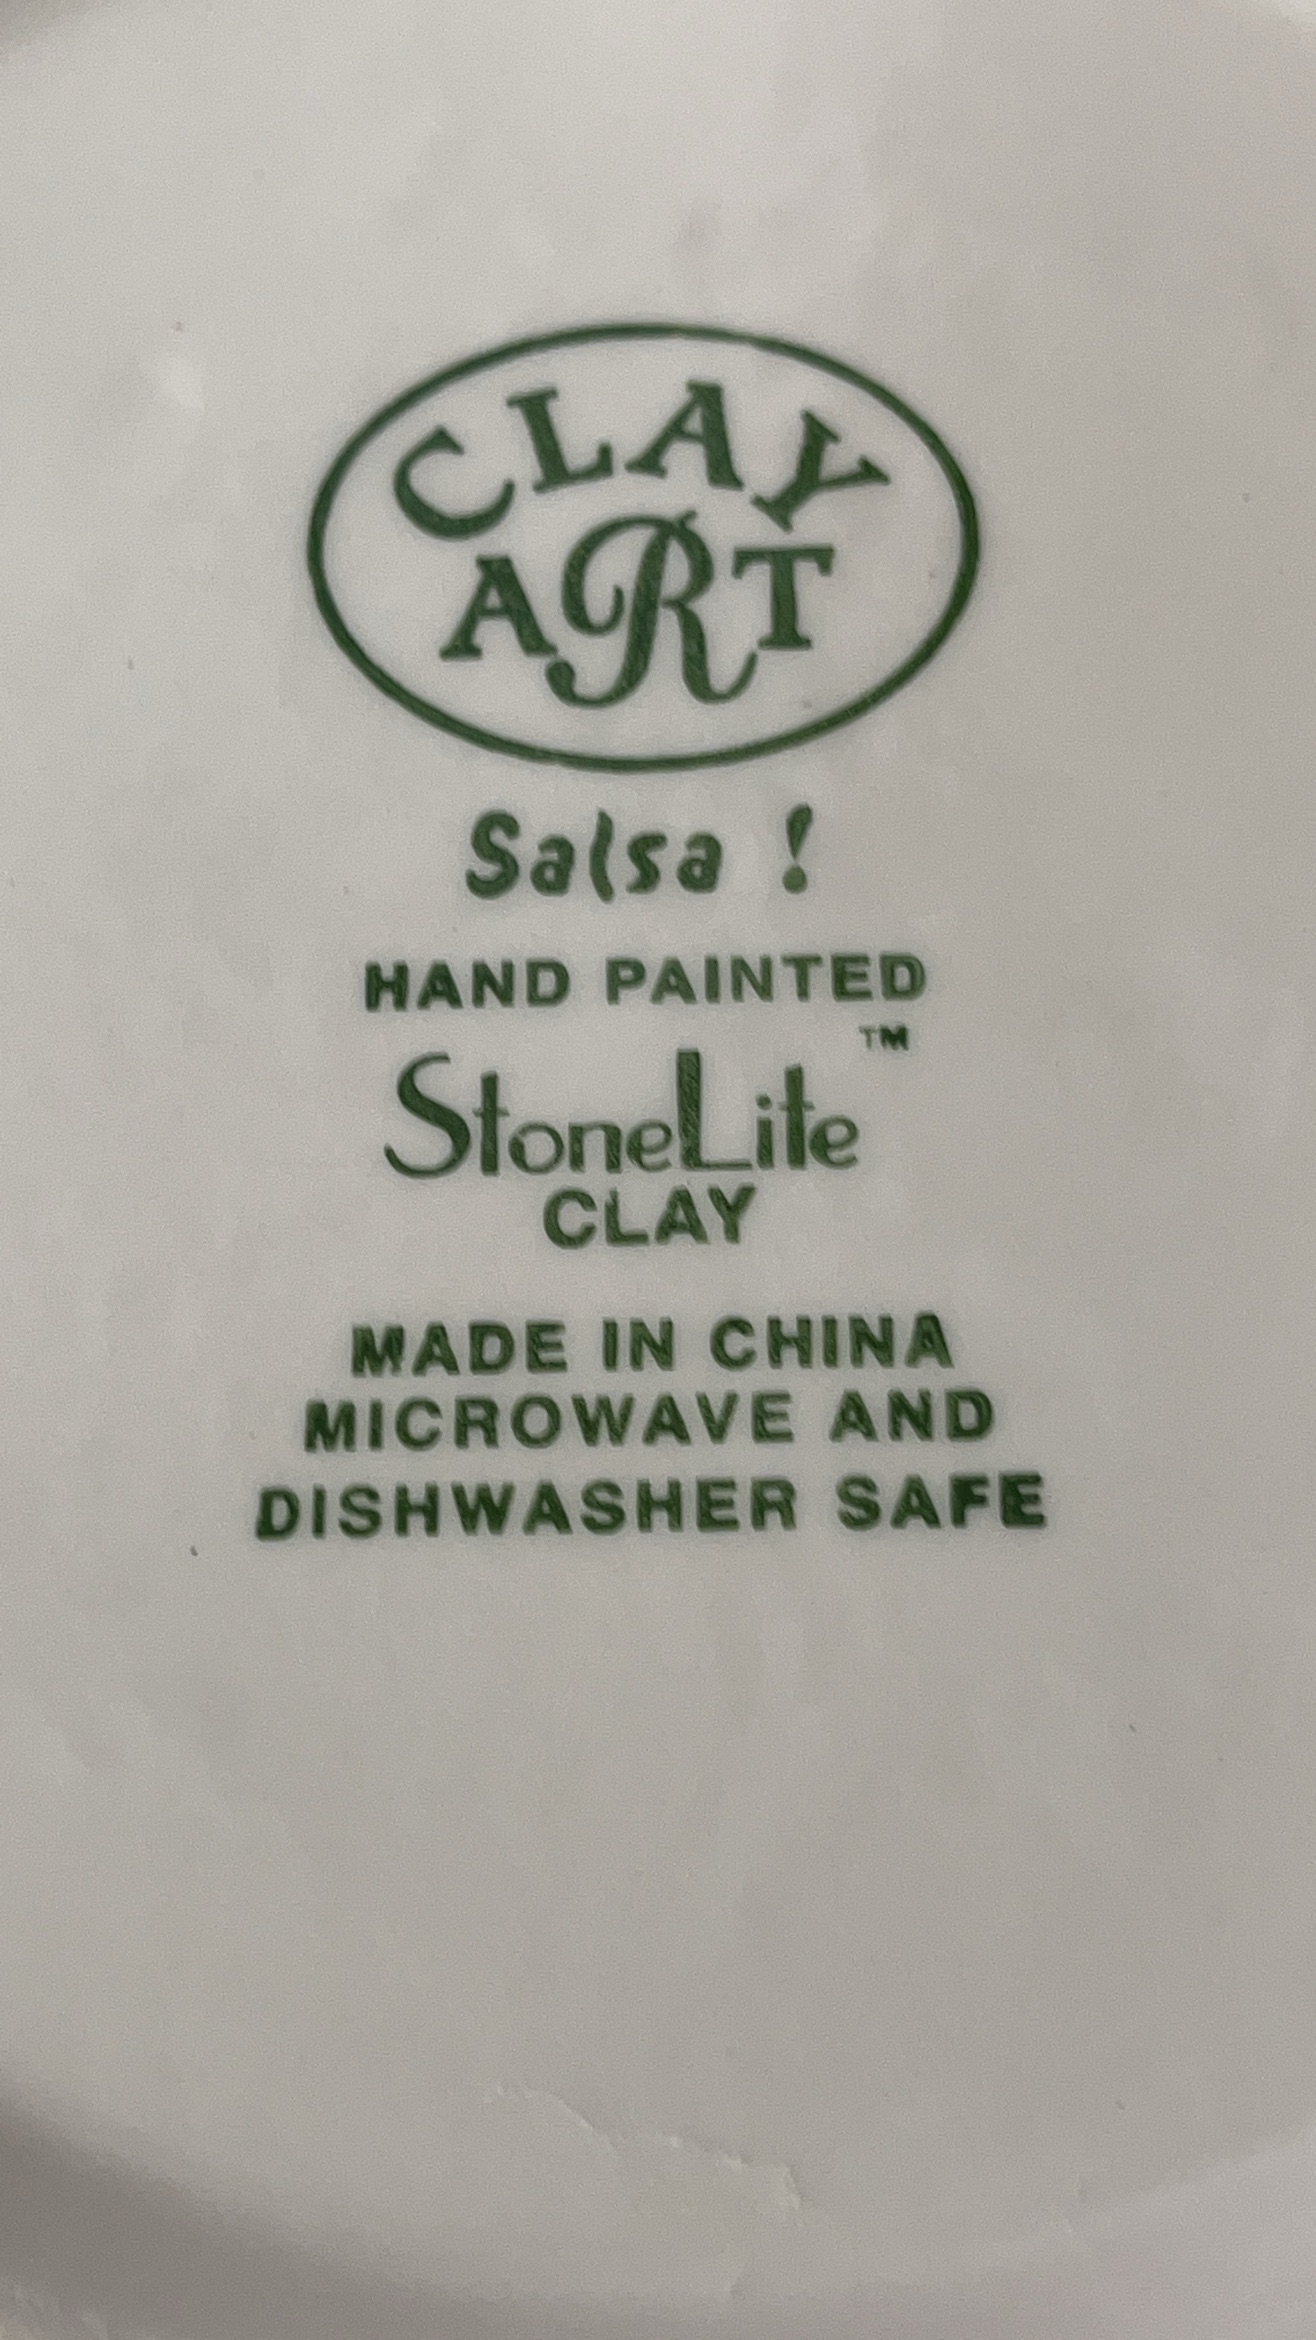 CLAY
ART
Salsa !
HAND PAINTED
StoneLite™
CLAY
MADE IN CHINA
MICROWAVE AND
DISHWASHER SAFE